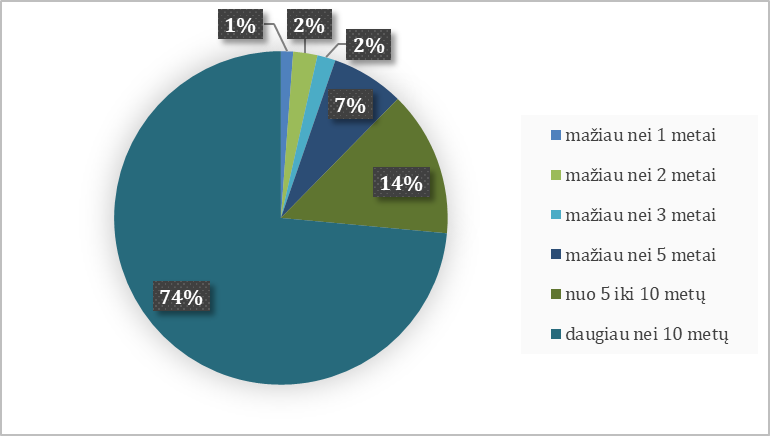 1%
2%
2%
7%
14%
74%
mažiau nei 1 metai
mažiau nei 2 metai
mažiau nei 3 metai
mažiau nei 5 metai
nuo 5 iki 10 metų
daugiau nei 10 metų